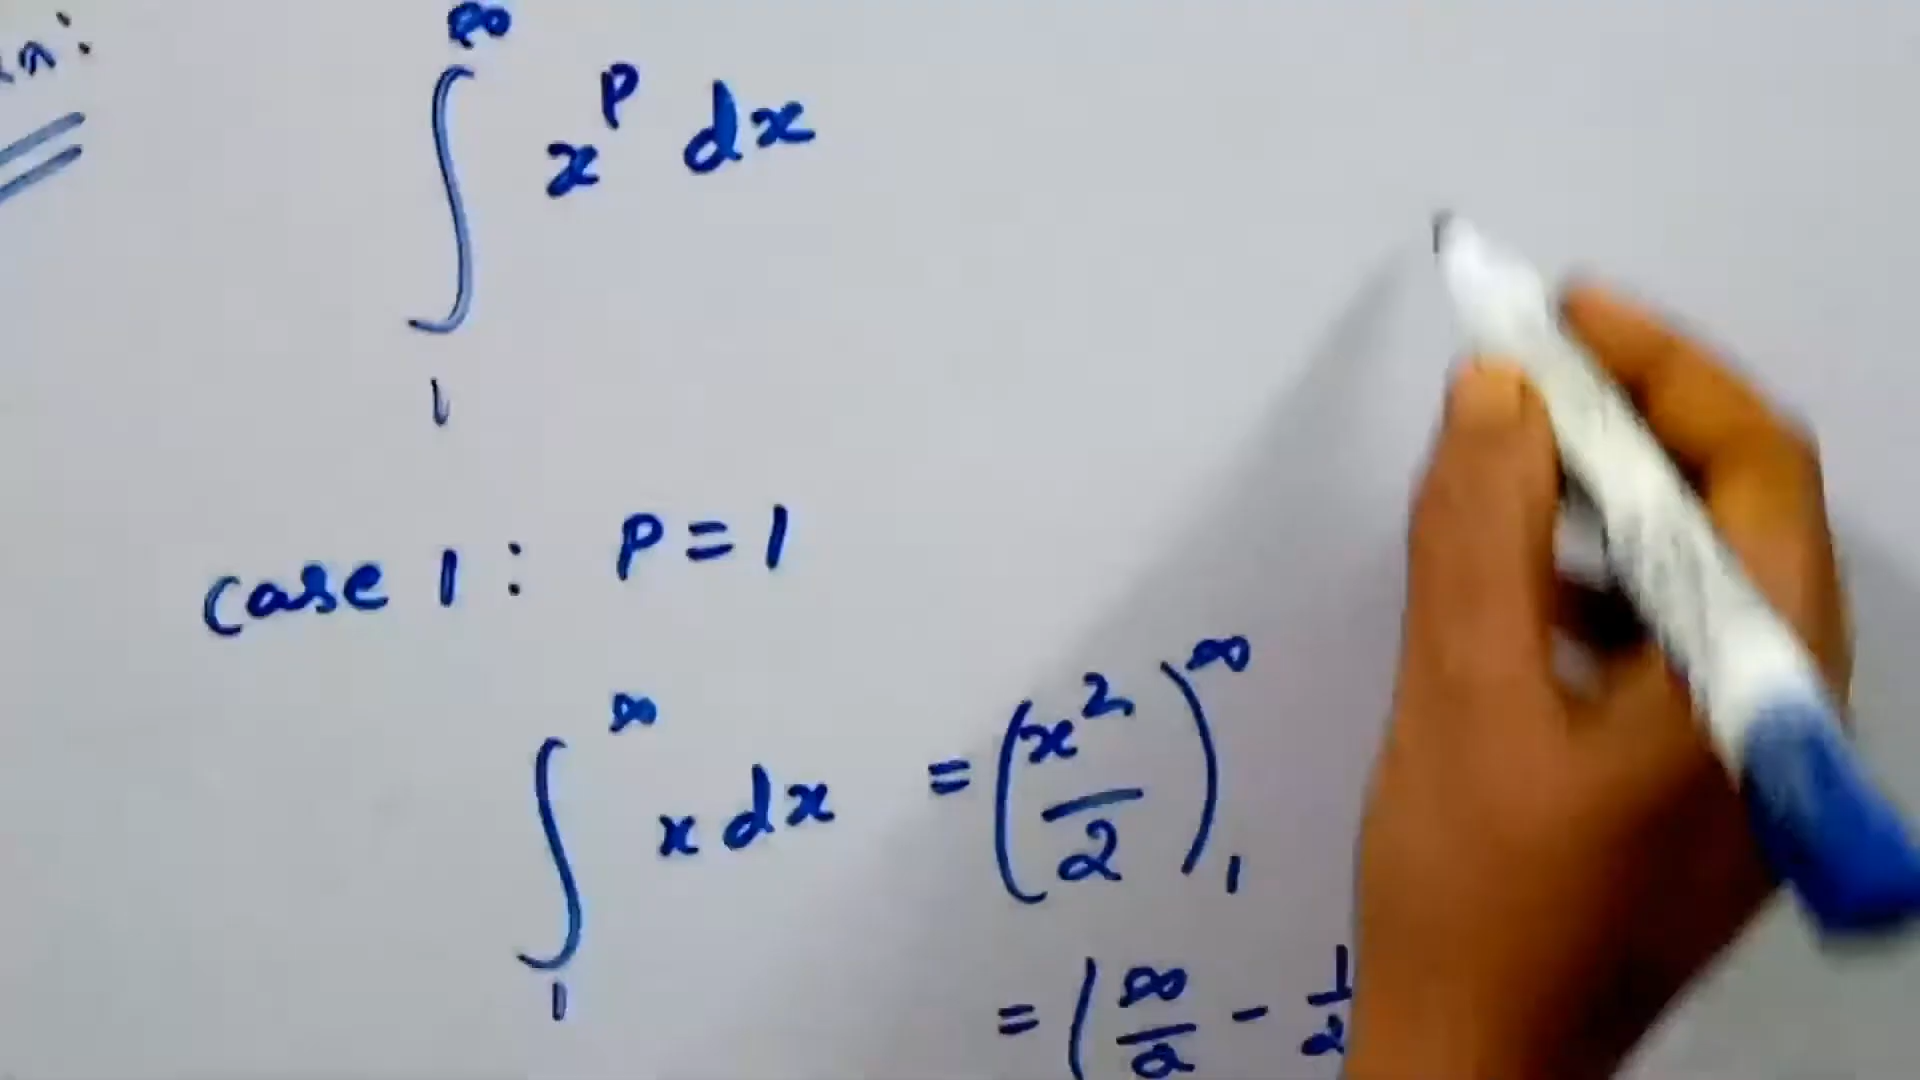 ∫₁^∞ x^p dx
case 1 : P = 1
∫₁^∞ x dx = (x²/2)₁^∞
= (∞/2 - 1/2